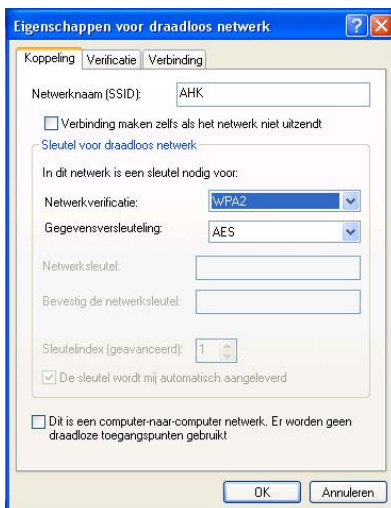 Eigenschappen voor draadloos netwerk
Koppeling Verificatie Verbinding
Netwerknaam (SSID): AHK
Verbinding maken zelfs als het netwerk niet uitzendt
Sleutel voor draadloos netwerk
In dit netwerk is een sleutel nodig voor:
Netwerkverificatie: WPA2
Gegevensversleuteling: AES
Netwerksleutel:
Bevestig de netwerksleutel:
Sleutelindex (geavanceerd): 1
De sleutel wordt mij automatisch aangeleverd
Dit is een computer-naar-computer netwerk. Er worden geen
draadloze toegangspunten gebruikt
OK Annuleren